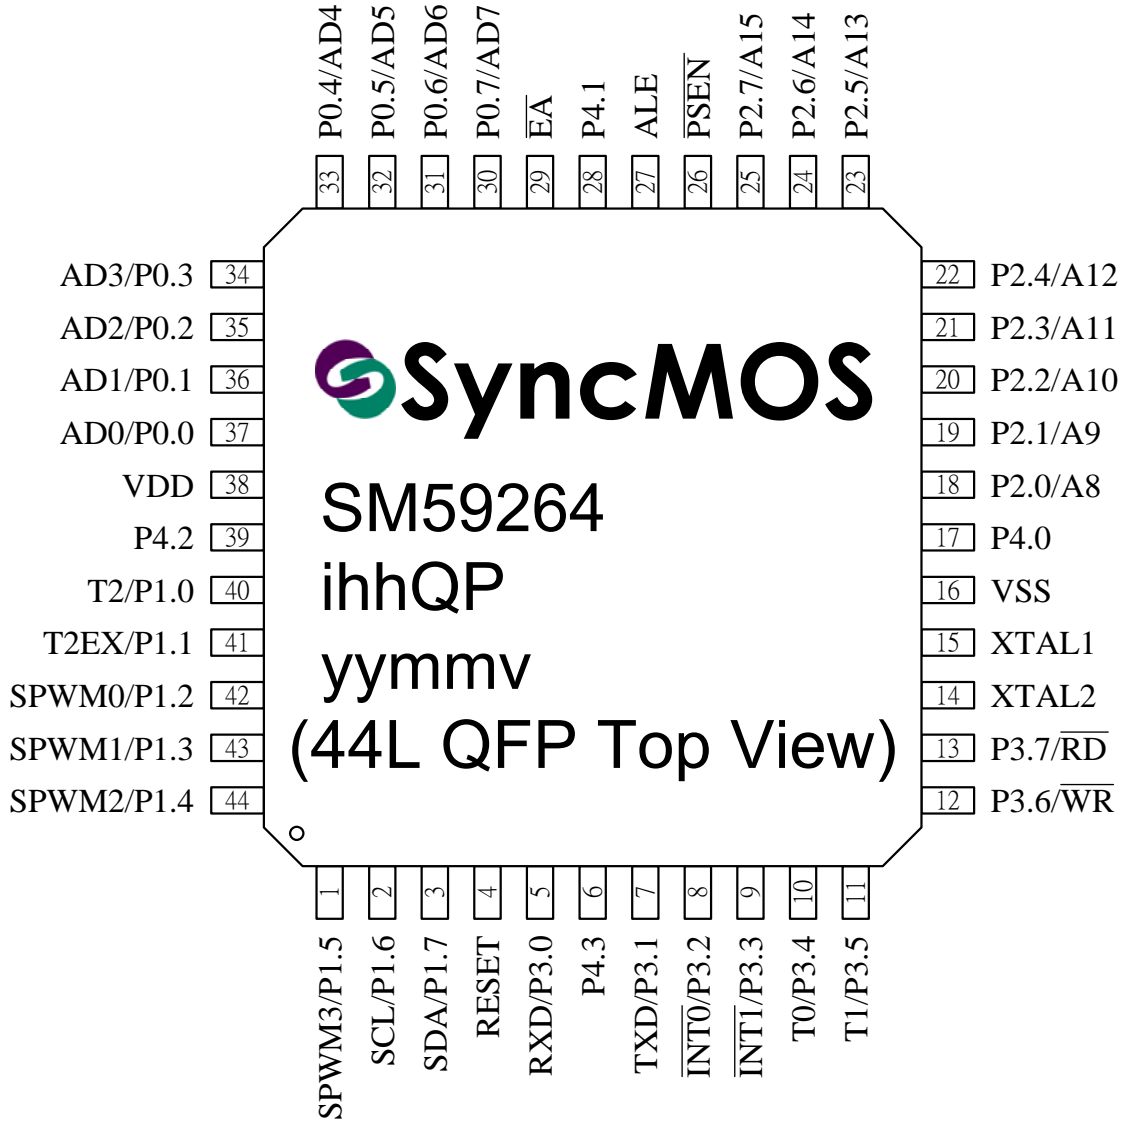 P0.4/AD4
P0.5/AD5
P0.6/AD6
P0.7/AD7
EA
P4.1
ALE
PSEN
P2.7/A15
P2.6/A14
P2.5/A13
33
32
31
30
29
28
27
26
25
24
23
AD3/P0.3 34
AD2/P0.2 35
AD1/P0.1 36
AD0/P0.0 37
VDD 38
P4.2 39
T2/P1.0 40
T2EX/P1.1 41
SPWM0/P1.2 42
SPWM1/P1.3 43
SPWM2/P1.4 44
SyncMOS
SM59264
ihhQP
yymmv
(44L QFP Top View)
22 P2.4/A12
21 P2.3/A11
20 P2.2/A10
19 P2.1/A9
18 P2.0/A8
17 P4.0
16 VSS
15 XTAL1
14 XTAL2
13 P3.7/RD
12 P3.6/WR
1
2
3
4
5
6
7
8
9
10
11
SPWM3/P1.5
SCL/P1.6
SDA/P1.7
RESET
RXD/P3.0
P4.3
TXD/P3.1
INT0/P3.2
INT1/P3.3
T0/P3.4
T1/P3.5